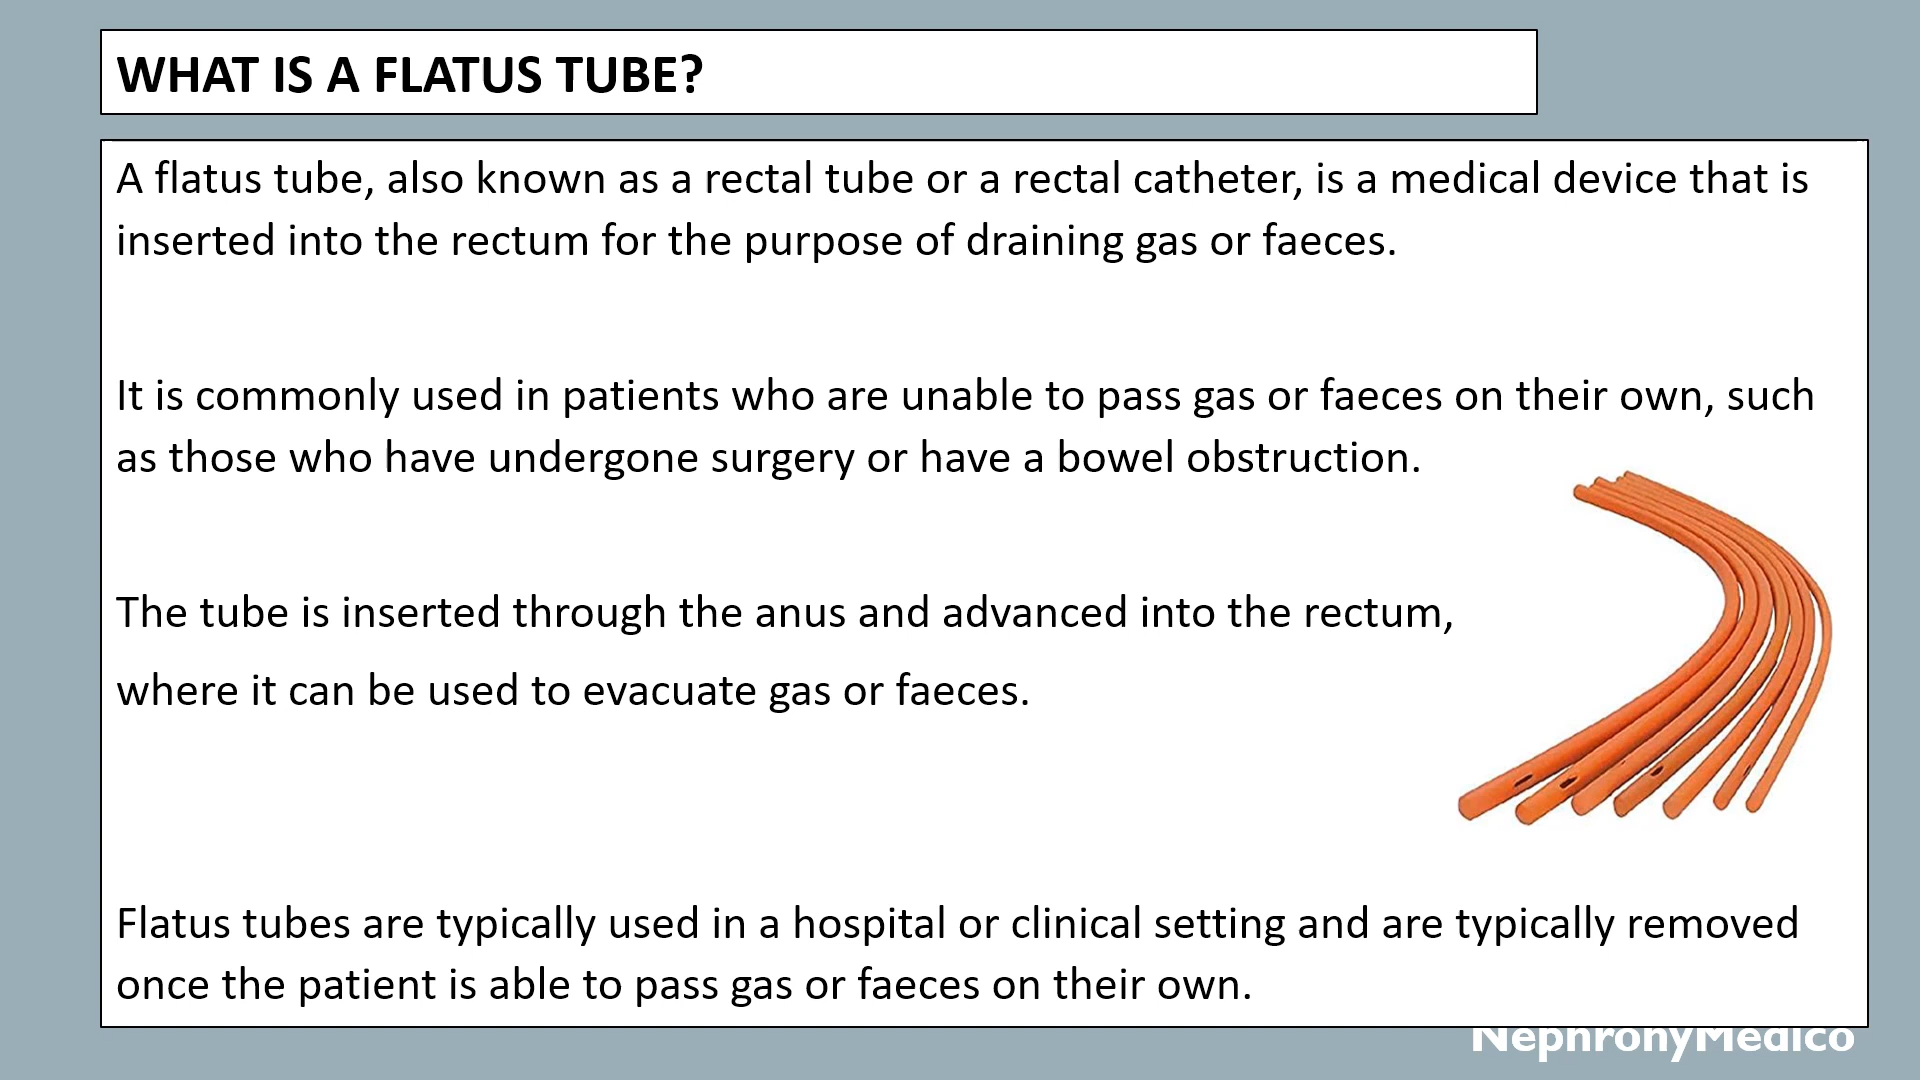 WHAT IS A FLATUS TUBE?
A flatus tube, also known as a rectal tube or a rectal catheter, is a medical device that is
inserted into the rectum for the purpose of draining gas or faeces.
It is commonly used in patients who are unable to pass gas or faeces on their own, such
as those who have undergone surgery or have a bowel obstruction.
The tube is inserted through the anus and advanced into the rectum,
where it can be used to evacuate gas or faeces.
Flatus tubes are typically used in a hospital or clinical setting and are typically removed
once the patient is able to pass gas or faeces on their own.
NephronyMedico